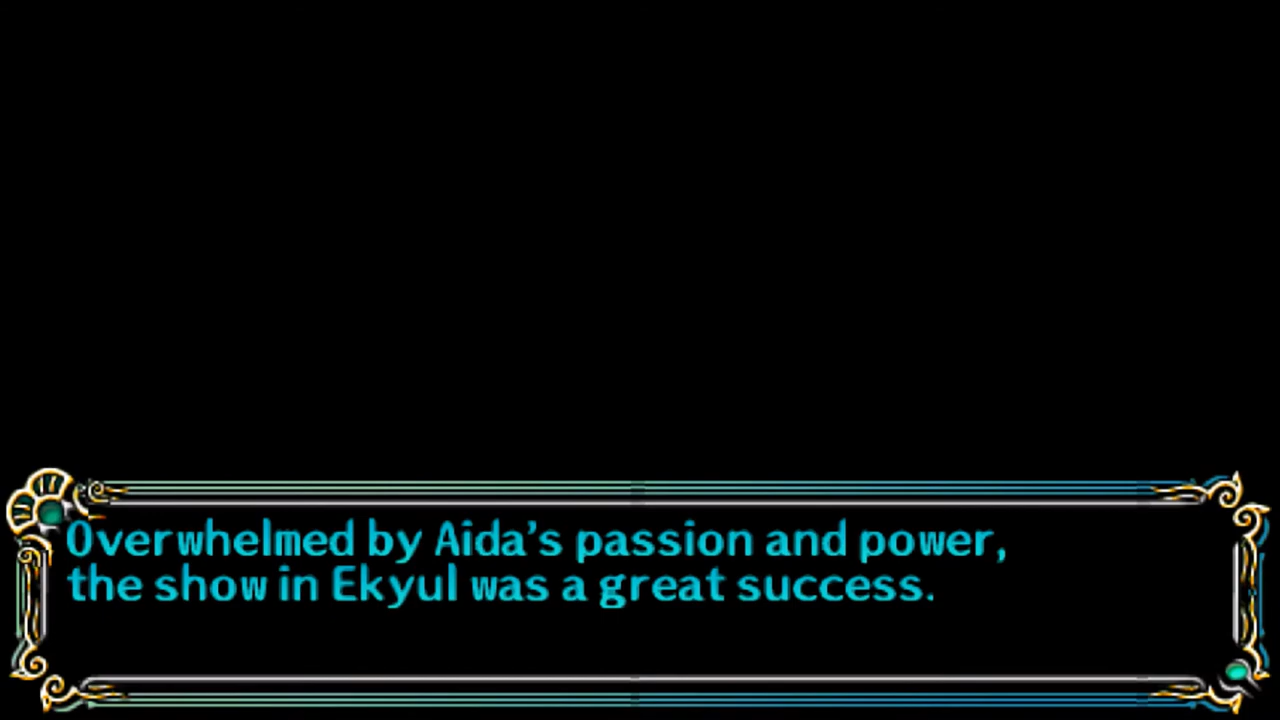 Overwhelmed by Aida's passion and power,
the show in Ekyul was a great success.